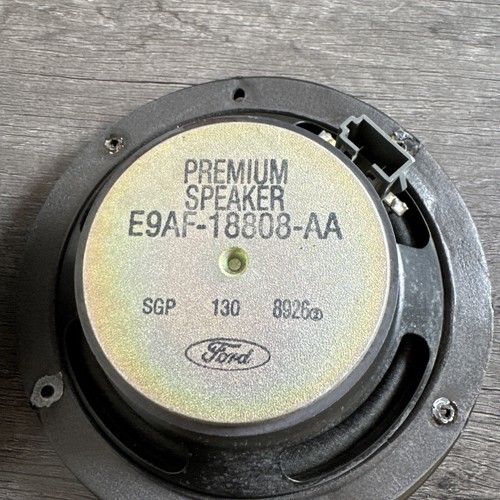 PREMIUM
SPEAKER
E9AF-18808-AA
SGP 130 8926
Ford